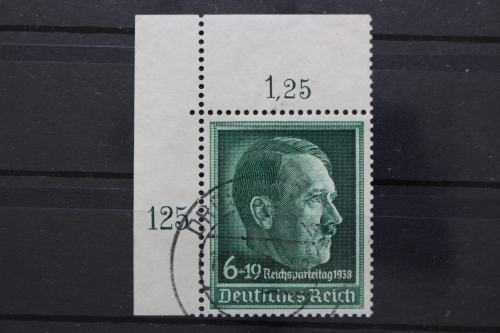 1,25
125
6+19 Reichsparteitag 1938
Deutsches Reich